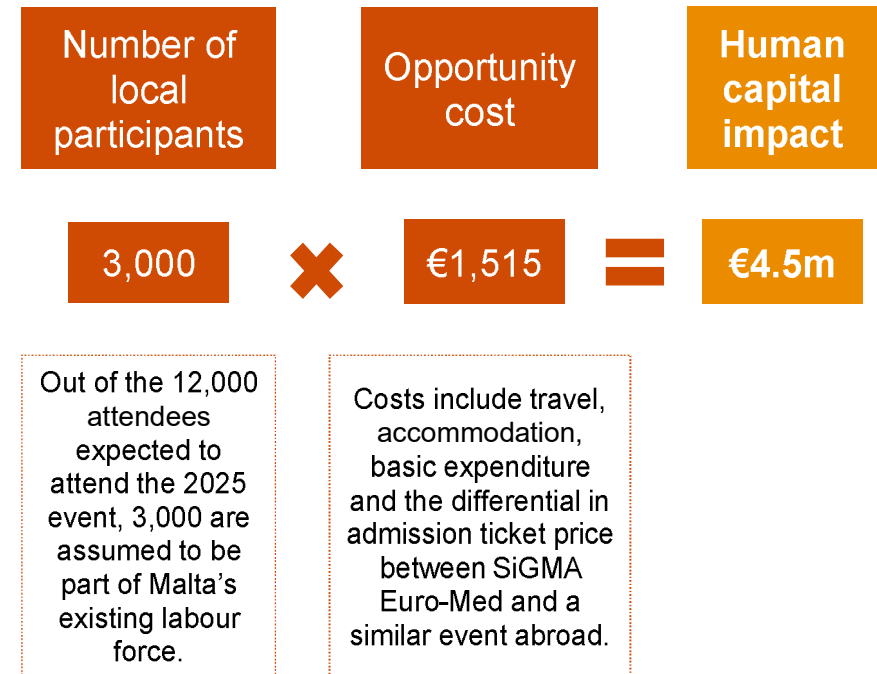 Number of
local
participants
Opportunity
cost
Human
capital
impact
3,000
€1,515
€4.5m
Out of the 12,000
attendees
expected to
attend the 2025
event, 3,000 are
assumed to be
part of Malta's
existing labour
force.
Costs include travel,
accommodation,
basic expenditure
and the differential in
admission ticket price
between SiGMA
Euro-Med and a
similar event abroad.